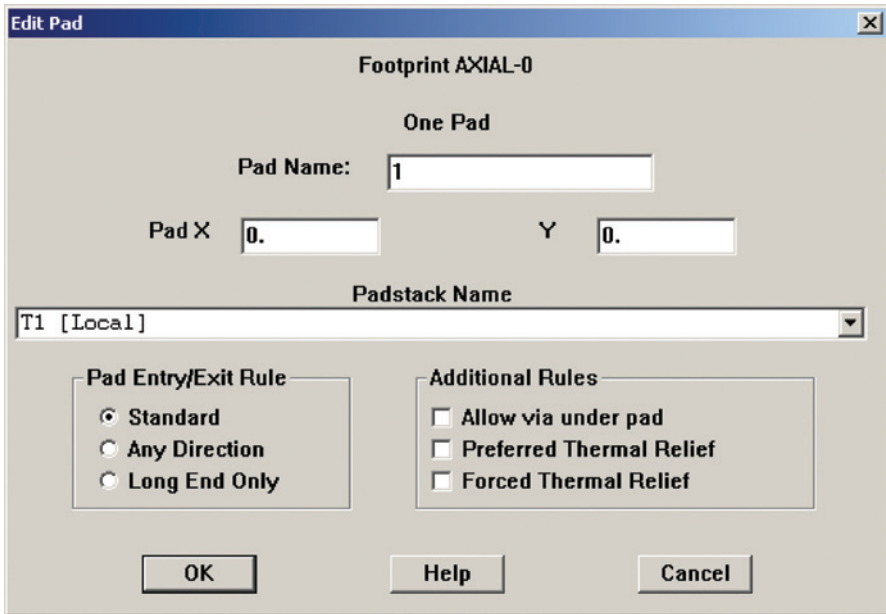 Edit Pad
Footprint AXIAL-0
One Pad
Pad Name: 1
Pad X 0. Y 0.
Padstack Name
T1 [Local]
Pad Entry/Exit Rule
Standard
Any Direction
Long End Only
Additional Rules
Allow via under pad
Preferred Thermal Relief
Forced Thermal Relief
OK Help Cancel